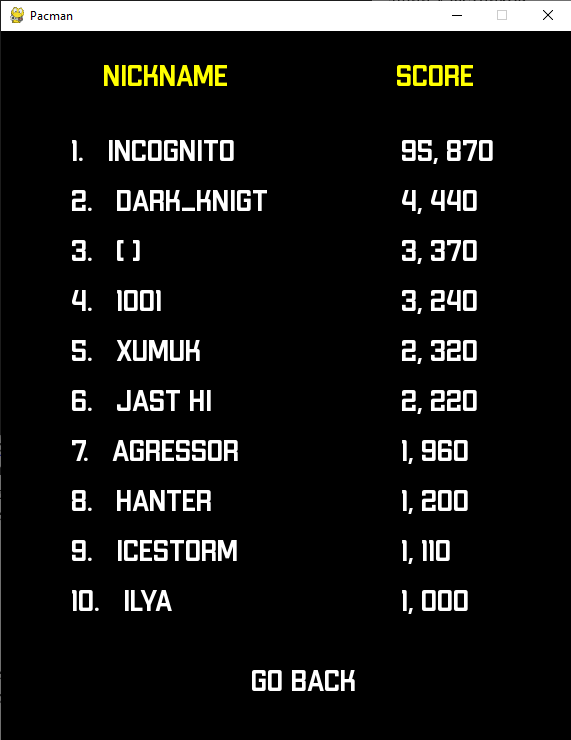 Pacman
NICKNAME SCORE
1. INCOGNITO 95, 870
2. DARK_KNIGT 4, 440
3. [ ] 3, 370
4. 1001 3, 240
5. XUMUK 2, 320
6. JAST HI 2, 220
7. AGRESSOR 1, 960
8. HANTER 1, 200
9. ICESTORM 1, 110
10. ILYA 1, 000
GO BACK